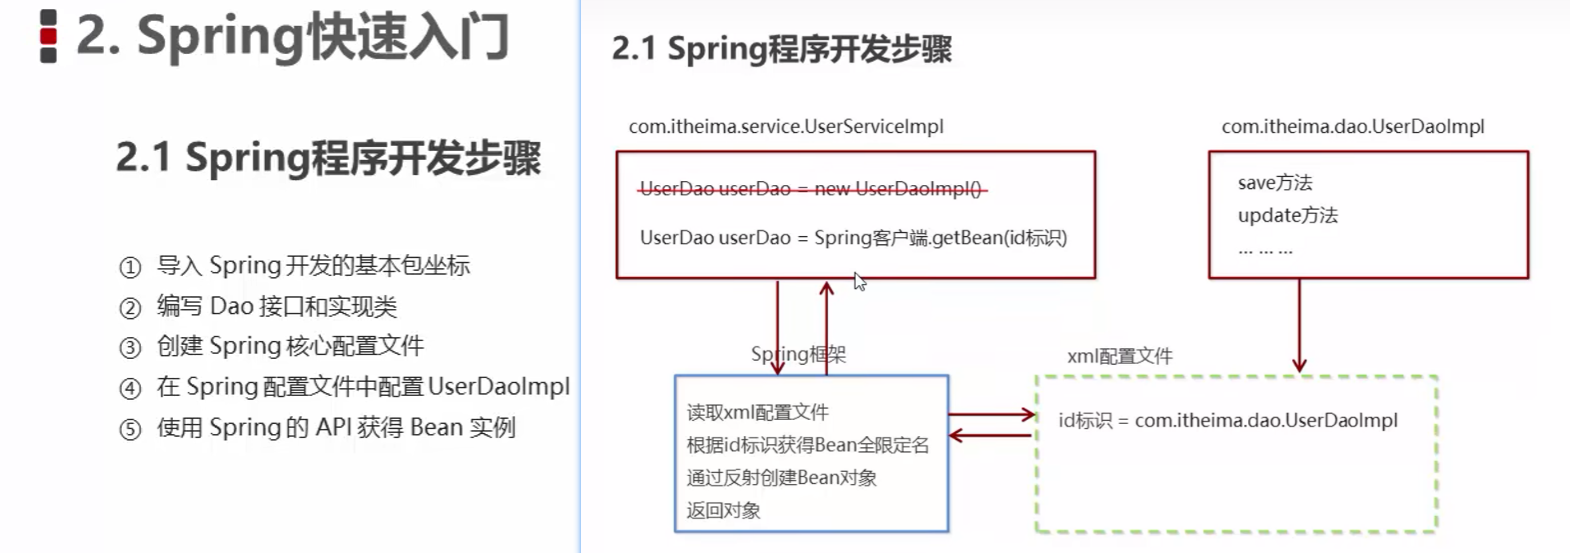 2. Spring快速入门
2.1 Spring程序开发步骤
① 导入 Spring 开发的基本包坐标
② 编写 Dao 接口和实现类
③ 创建 Spring 核心配置文件
④ 在 Spring 配置文件中配置 UserDaoImpl
⑤ 使用 Spring 的 API 获得 Bean 实例
2.1 Spring程序开发步骤
com.itheima.service.UserServiceImpl
UserDao userDao = new UserDaoImpl()
UserDao userDao = Spring客户端.getBean(id标识)
com.itheima.dao.UserDaoImpl
save方法
update方法
... ... ...
Spring框架
读取xml配置文件
根据id标识获得Bean全限定名
通过反射创建Bean对象
返回对象
xml配置文件
id标识 = com.itheima.dao.UserDaoImpl